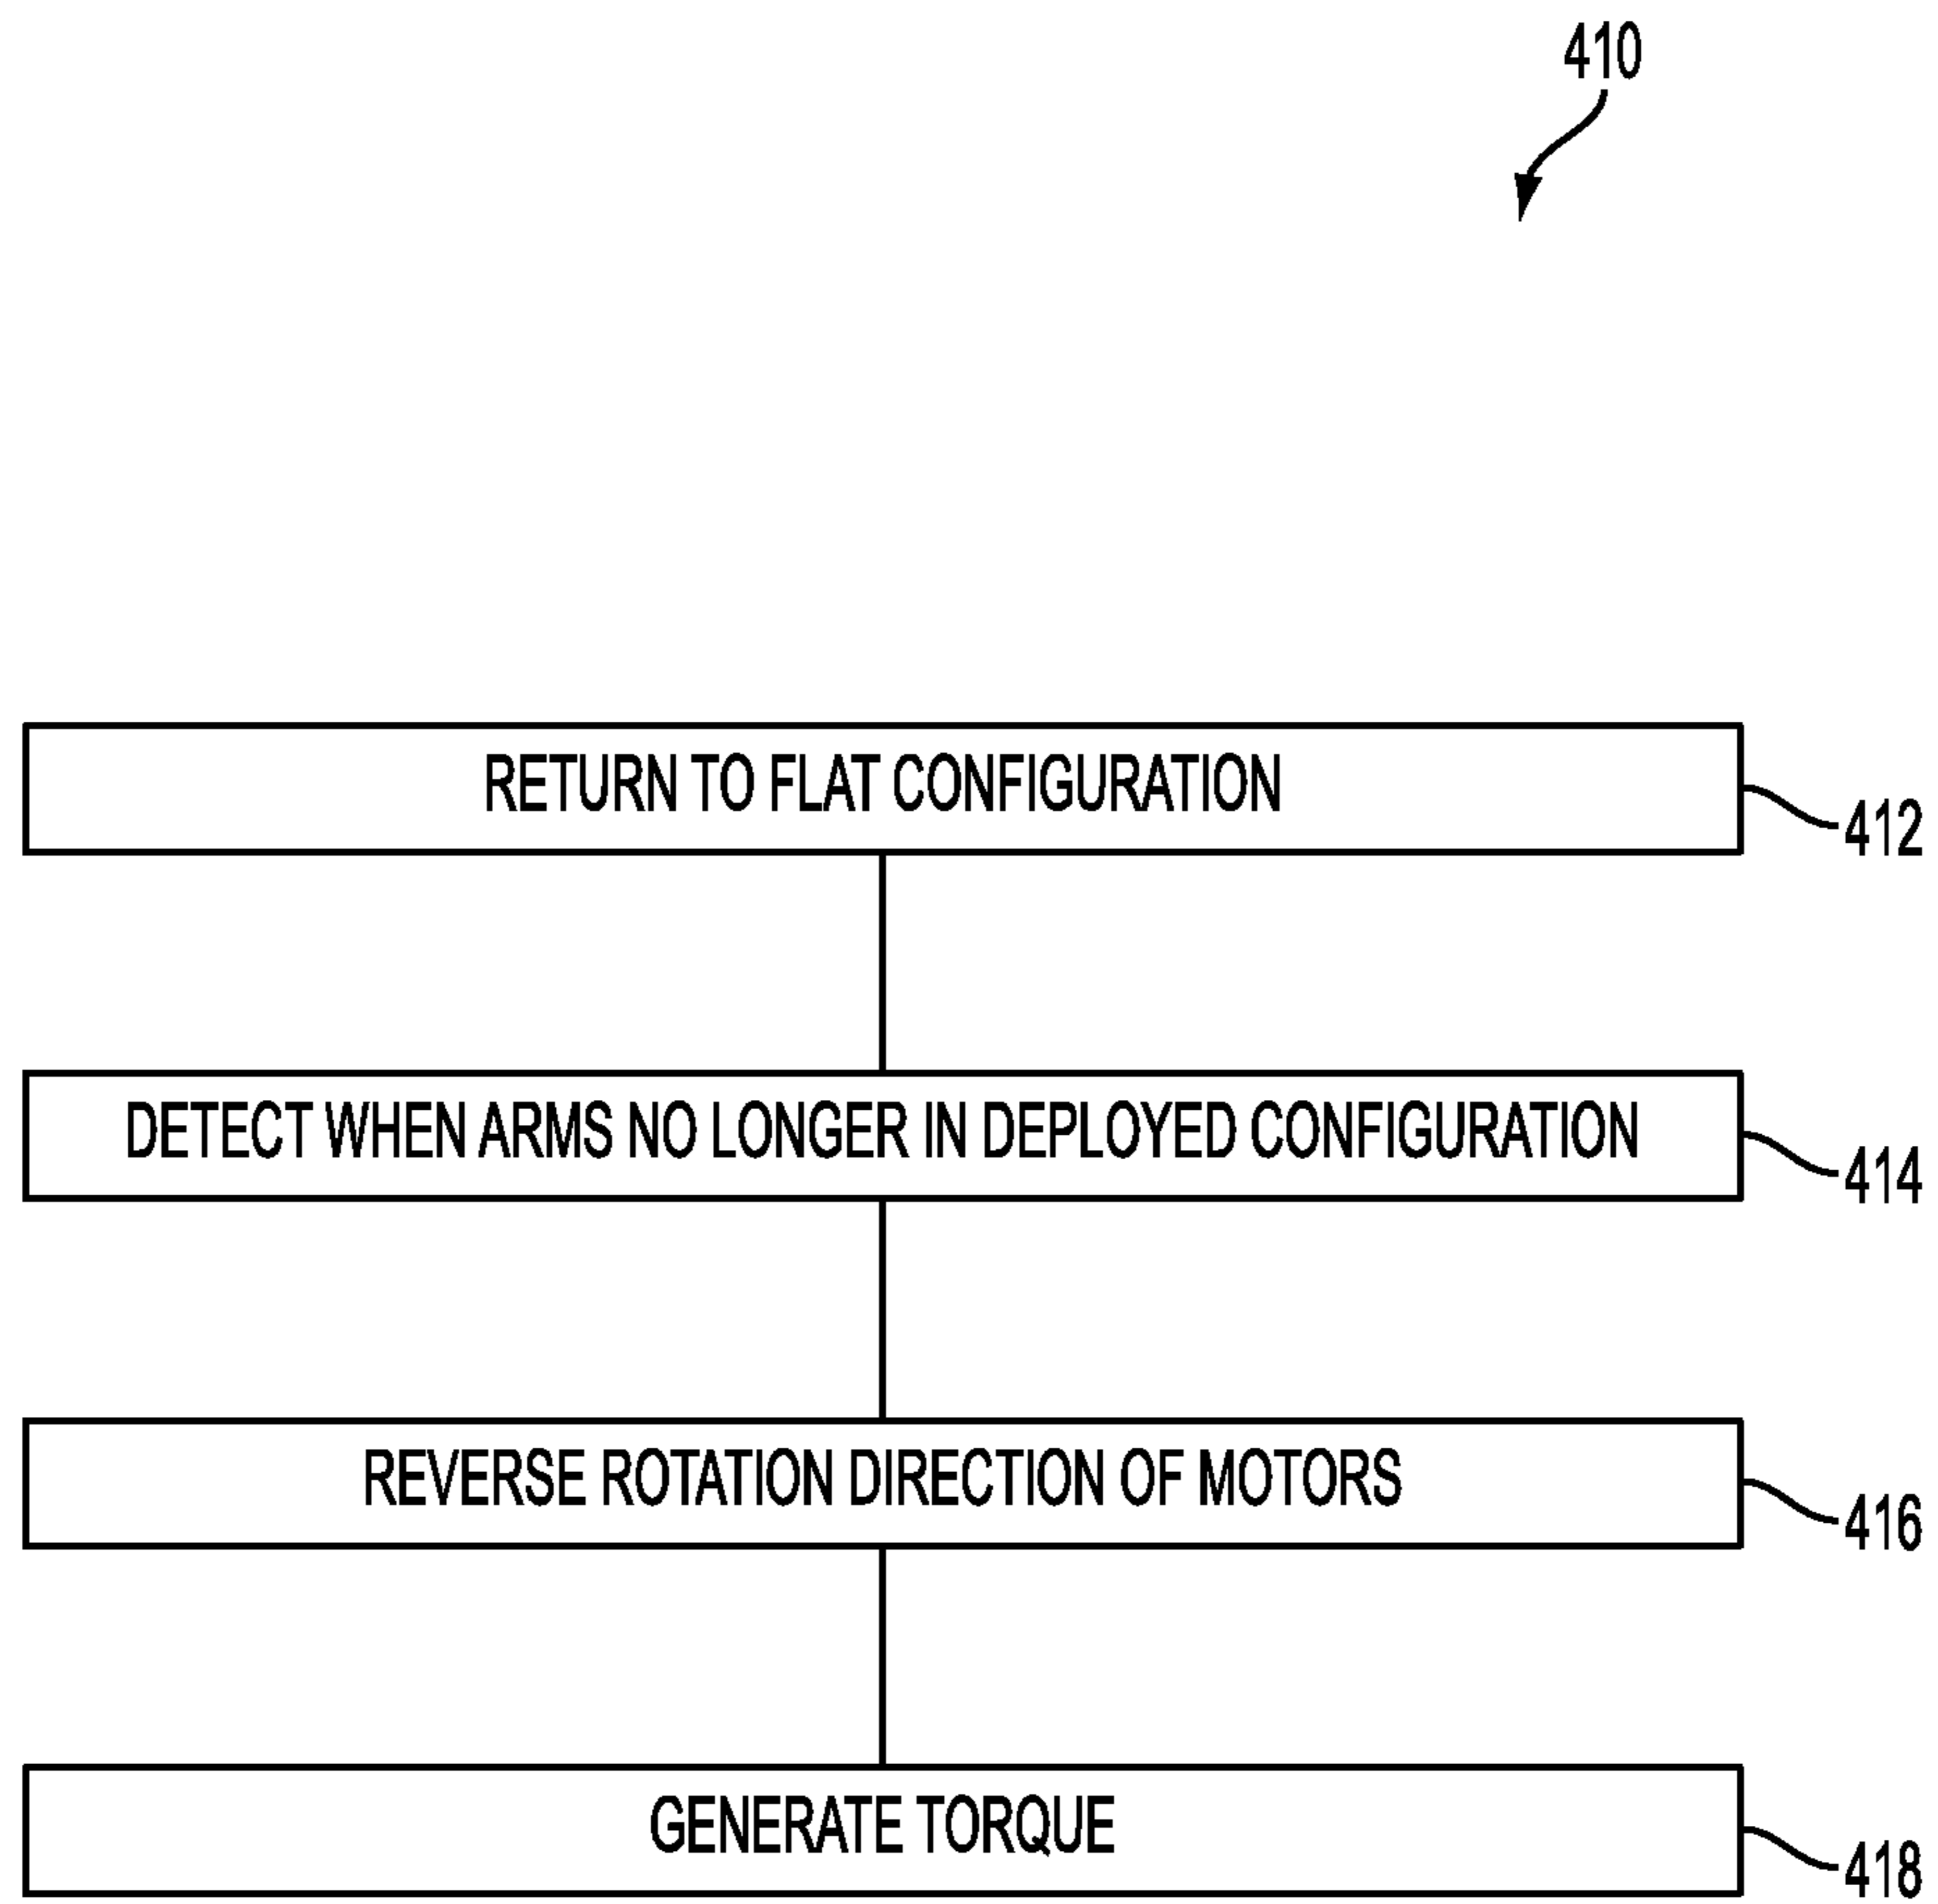 410
RETURN TO FLAT CONFIGURATION
412
DETECT WHEN ARMS NO LONGER IN DEPLOYED CONFIGURATION
414
REVERSE ROTATION DIRECTION OF MOTORS
416
GENERATE TORQUE
418